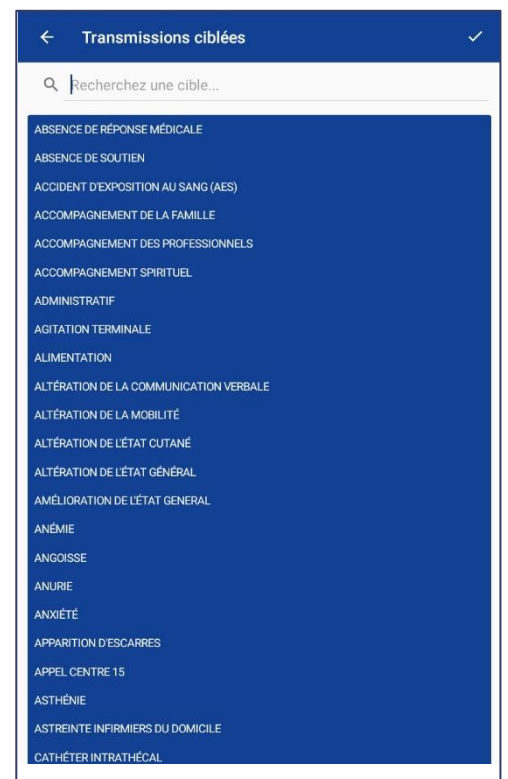 Transmissions ciblées
Recherchez une cible...
ABSENCE DE RÉPONSE MÉDICALE
ABSENCE DE SOUTIEN
ACCIDENT D'EXPOSITION AU SANG (AES)
ACCOMPAGNEMENT DE LA FAMILLE
ACCOMPAGNEMENT DES PROFESSIONNELS
ACCOMPAGNEMENT SPIRITUEL
ADMINISTRATIF
AGITATION TERMINALE
ALIMENTATION
ALTÉRATION DE LA COMMUNICATION VERBALE
ALTÉRATION DE LA MOBILITÉ
ALTÉRATION DE L'ÉTAT CUTANÉ
ALTÉRATION DE L'ÉTAT GÉNÉRAL
AMÉLIORATION DE L'ÉTAT GENERAL
ANÉMIE
ANGOISSE
ANURIE
ANXIÉTÉ
APPARITION D'ESCARRES
APPEL CENTRE 15
ASTHÉNIE
ASTREINTE INFIRMIERS DU DOMICILE
CATHÉTER INTRATHÉCAL